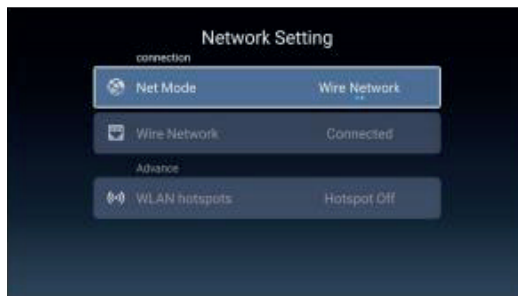 Network Setting
connection
Net Mode Wire Network
Wire Network Connected
Advance
WLAN hotspots Hotspot Off